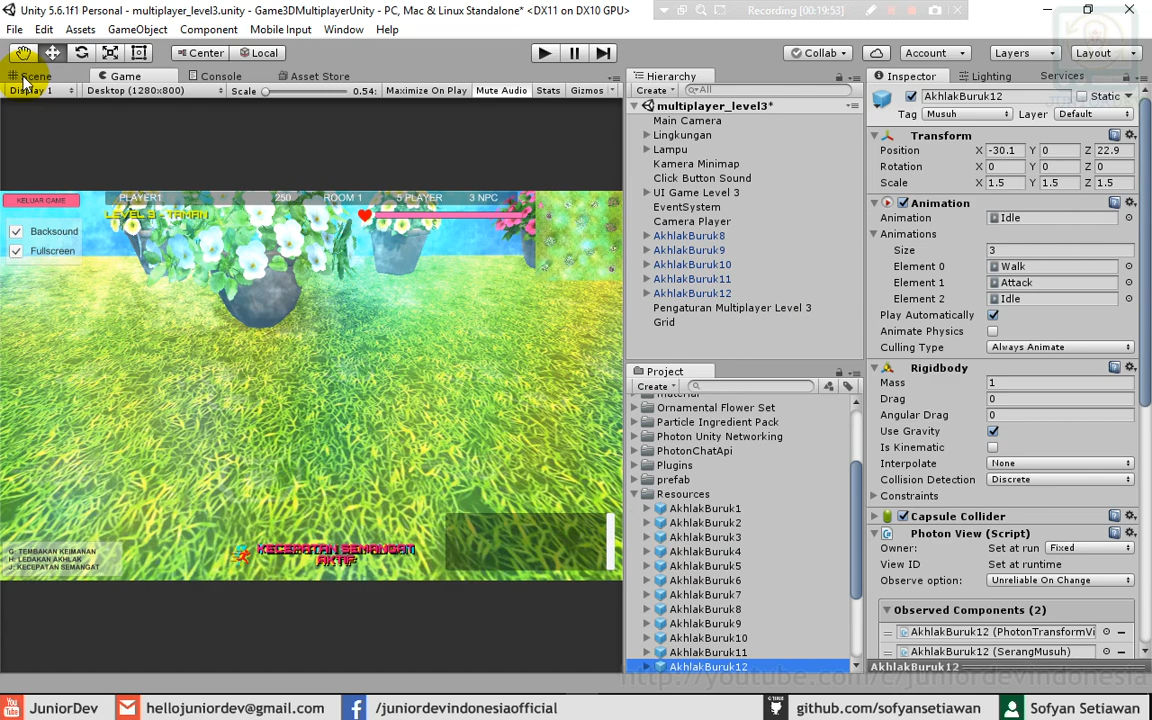 Unity 5.6.1f1 Personal - multiplayer_level3.unity - Game3DMultiplayerUnity - PC, Mac & Linux Standalone* <DX11 on DX10 GPU>
Recording [00:19:53]
File Edit Assets GameObject Component Mobile Input Window Help
Center Local Collab Account Layers Layout
Scene Game Console Asset Store
Display 1 Desktop (1280x800) Scale 0.54: Maximize On Play Mute Audio Stats Gizmos
KELUAR GAME PLAYER1 250 ROOM 1 5 PLAYER 3 NPC
LEVEL 3 - TAMAN
Backsound
Fullscreen
G: TEMBAKAN KEIMANAN
H: LEDAKAN AKHLAK
J: KECEPATAN SEMANGAT
KECEPATAN SEMANGAT
AKTIF
Hierarchy
Create All
multiplayer_level3*
Main Camera
Lingkungan
Lampu
Kamera Minimap
Click Button Sound
UI Game Level 3
EventSystem
Camera Player
AkhlakBuruk8
AkhlakBuruk9
AkhlakBuruk10
AkhlakBuruk11
AkhlakBuruk12
Pengaturan Multiplayer Level 3
Grid
Project
Create
material
Ornamental Flower Set
Particle Ingredient Pack
Photon Unity Networking
PhotonChatApi
Plugins
prefab
Resources
AkhlakBuruk1
AkhlakBuruk2
AkhlakBuruk3
AkhlakBuruk4
AkhlakBuruk5
AkhlakBuruk6
AkhlakBuruk7
AkhlakBuruk8
AkhlakBuruk9
AkhlakBuruk10
AkhlakBuruk11
AkhlakBuruk12
Inspector Lighting Services
AkhlakBuruk12 Static
Tag Musuh Layer Default
Transform
Position X -30.1 Y 0 Z 22.9
Rotation X 0 Y 0 Z 0
Scale X 1.5 Y 1.5 Z 1.5
Animation
Animation Idle
Animations
Size 3
Element 0 Walk
Element 1 Attack
Element 2 Idle
Play Automatically
Animate Physics
Culling Type Always Animate
Rigidbody
Mass 1
Drag 0
Angular Drag 0
Use Gravity
Is Kinematic
Interpolate None
Collision Detection Discrete
Constraints
Capsule Collider
Photon View (Script)
Owner: Set at run Fixed
View ID Set at runtime
Observe option: Unreliable On Change
Observed Components (2)
AkhlakBuruk12 (PhotonTransformVi
AkhlakBuruk12 (SerangMusuh)
AkhlakBuruk12
http://youtube.com/c/juniordevindonesia
JuniorDev hellojuniordev@gmail.com /juniordevindonesiaofficial github.com/sofyansetiawan Sofyan Setiawan